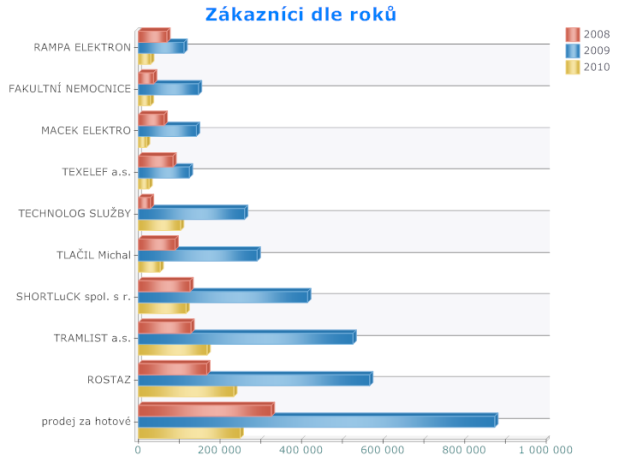 Zákazníci dle roků
2008
2009
2010
RAMPA ELEKTRON
FAKULTNÍ NEMOCNICE
MACEK ELEKTRO
TEXELEF a.s.
TECHNOLOG SLUŽBY
TLAČIL Michal
SHORTLuCK spol. s r.
TRAMLIST a.s.
ROSTAZ
prodej za hotové
0 200 000 400 000 600 000 800 000 1 000 000